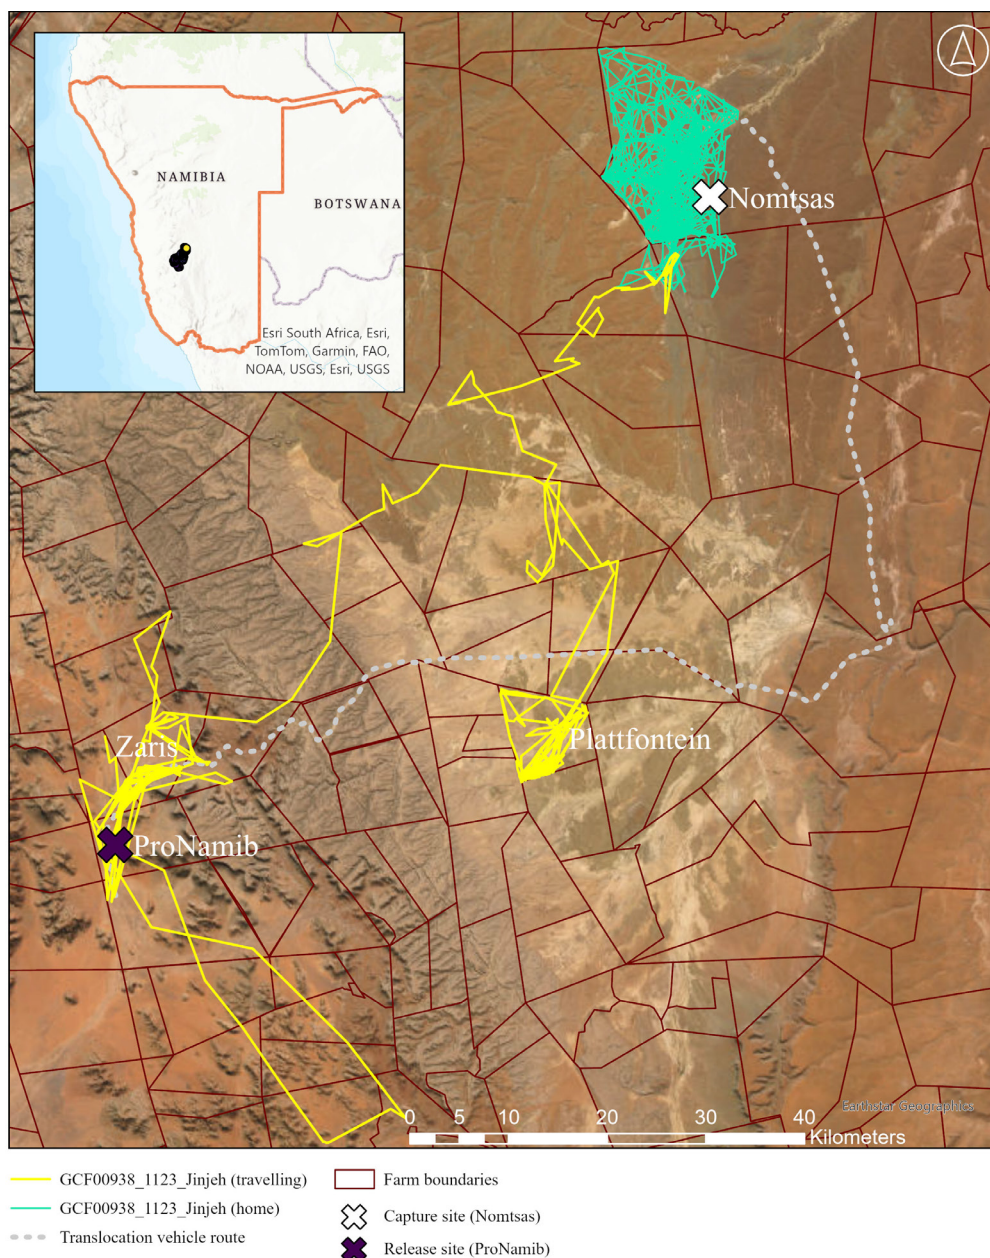 NAMIBIA
BOTSWANA
Esri South Africa, Esri,
TomTom, Garmin, FAO,
NOAA, USGS, Esri, USGS
Nomtsas
Zaris
Plattfontein
ProNamib
Earthstar Geographics
0 5 10 20 30 40
Kilometers
GCF00938_1123_Jinjeh (travelling)
GCF00938_1123_Jinjeh (home)
Translocation vehicle route
Farm boundaries
Capture site (Nomtsas)
Release site (ProNamib)